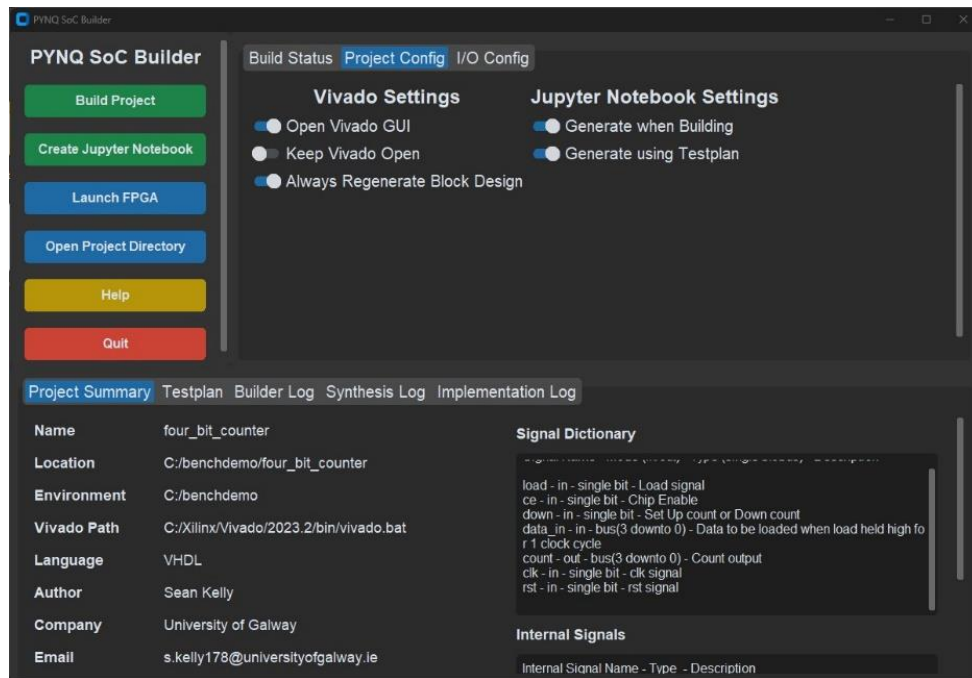 PYNQ SoC Builder
PYNQ SoC Builder
Build Project
Create Jupyter Notebook
Launch FPGA
Open Project Directory
Help
Quit
Build Status Project Config I/O Config
Vivado Settings
Open Vivado GUI
Keep Vivado Open
Always Regenerate Block Design
Jupyter Notebook Settings
Generate when Building
Generate using Testplan
Project Summary Testplan Builder Log Synthesis Log Implementation Log
Name four_bit_counter
Location C:/benchdemo/four_bit_counter
Environment C:/benchdemo
Vivado Path C:/Xilinx/Vivado/2023.2/bin/vivado.bat
Language VHDL
Author Sean Kelly
Company University of Galway
Email s.kelly178@universityofgalway.ie
Signal Dictionary
load - in - single bit - Load signal
ce - in - single bit - Chip Enable
down - in - single bit - Set Up count or Down count
data_in - in - bus(3 downto 0) - Data to be loaded when load held high fo
r 1 clock cycle
count - out - bus(3 downto 0) - Count output
clk - in - single bit - clk signal
rst - in - single bit - rst signal
Internal Signals
Internal Signal Name - Type - Description